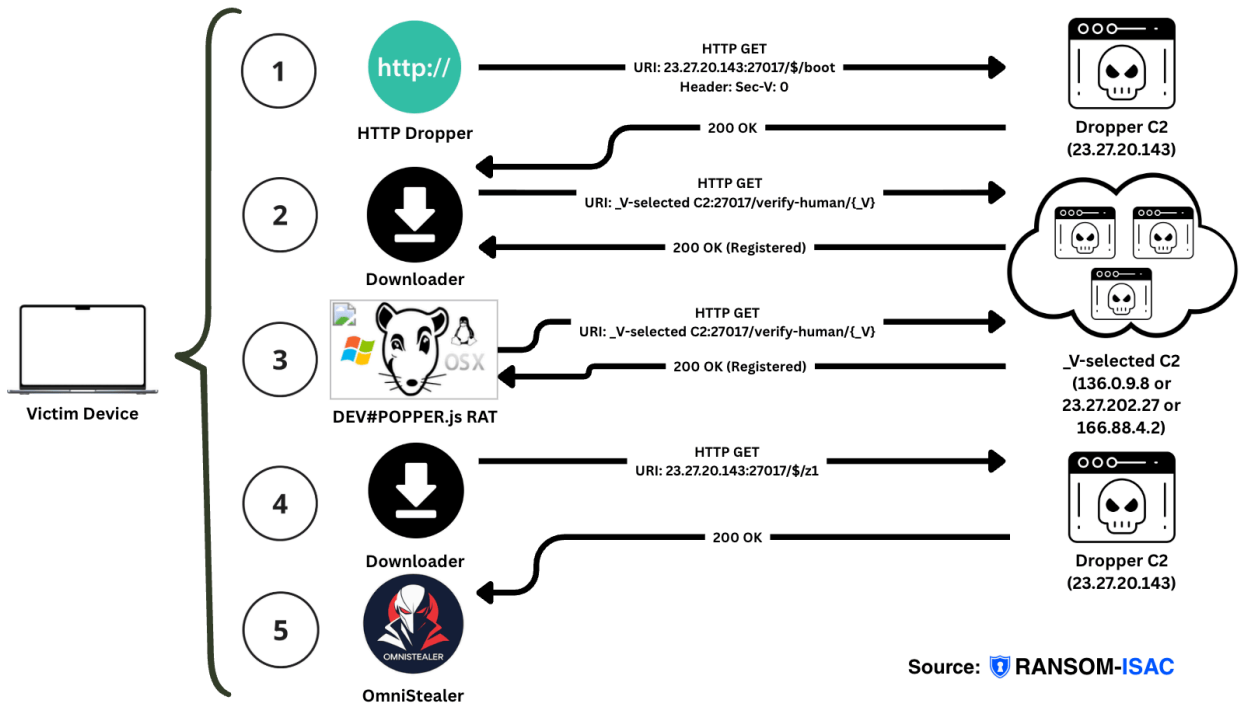 1
http://
HTTP Dropper
HTTP GET
URI: 23.27.20.143:27017/$/boot
Header: Sec-V: 0
200 OK
Dropper C2
(23.27.20.143)
2
Downloader
HTTP GET
URI: _V-selected C2:27017/verify-human/{_V}
200 OK (Registered)
Victim Device
3
OSX
DEV#POPPER.js RAT
HTTP GET
URI: _V-selected C2:27017/verify-human/{_V}
200 OK (Registered)
_V-selected C2
(136.0.9.8 or
23.27.202.27 or
166.88.4.2)
4
Downloader
HTTP GET
URI: 23.27.20.143:27017/$/z1
200 OK
Dropper C2
(23.27.20.143)
5
OMNISTEALER
OmniStealer
Source: RANSOM-ISAC